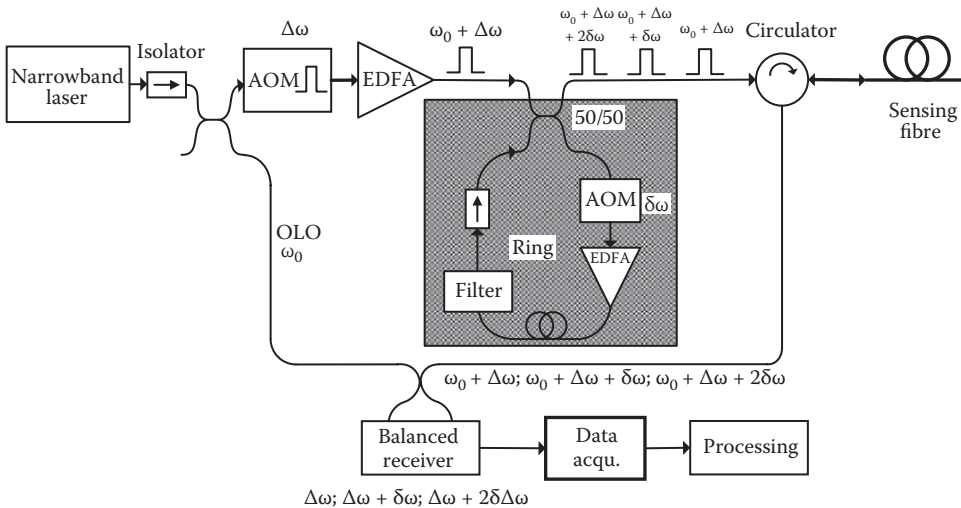 Narrowband
laser
Isolator
Δω
AOM
EDFA
ω₀ + Δω
ω₀ + Δω
+ 2δω
ω₀ + Δω
+ δω
ω₀ + Δω
Circulator
Sensing
fibre
50/50
AOM
δω
EDFA
Ring
Filter
OLO
ω₀
ω₀ + Δω; ω₀ + Δω + δω; ω₀ + Δω + 2δω
Balanced
receiver
Data
acqu.
Processing
Δω; Δω + δω; Δω + 2δΔω